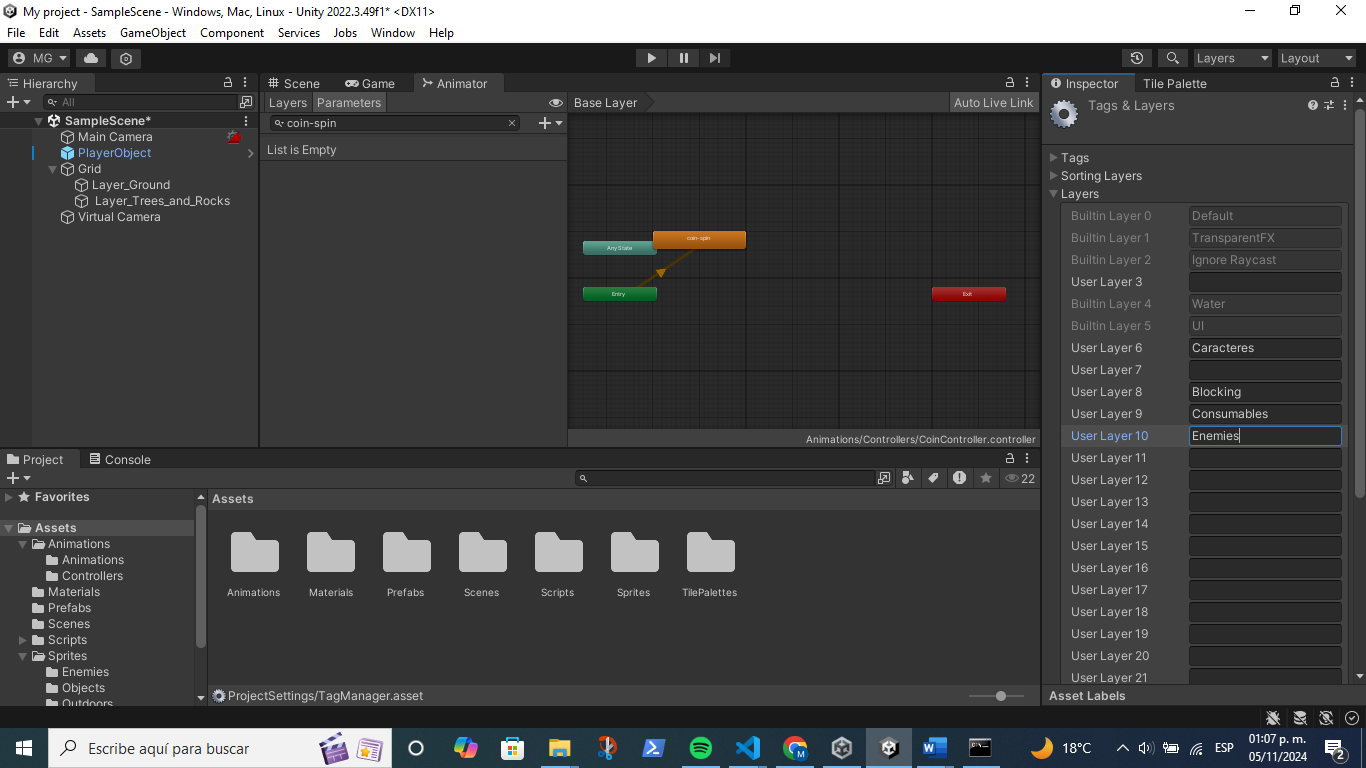 My project - SampleScene - Windows, Mac, Linux - Unity 2022.3.49f1* <DX11>
File Edit Assets GameObject Component Services Jobs Window Help
MG Layers Layout
Hierarchy
All
SampleScene*
Main Camera
PlayerObject
Grid
Layer_Ground
Layer_Trees_and_Rocks
Virtual Camera
Scene Game Animator
Layers Parameters
coin-spin
List is Empty
Base Layer Auto Live Link
coin-spin
Any State
Entry
Exit
Animations/Controllers/CoinController.controller
Inspector Tile Palette
Tags & Layers
Tags
Sorting Layers
Layers
Builtin Layer 0 Default
Builtin Layer 1 TransparentFX
Builtin Layer 2 Ignore Raycast
User Layer 3
Builtin Layer 4 Water
Builtin Layer 5 UI
User Layer 6 Caracteres
User Layer 7
User Layer 8 Blocking
User Layer 9 Consumables
User Layer 10 Enemies
User Layer 11
User Layer 12
User Layer 13
User Layer 14
User Layer 15
User Layer 16
User Layer 17
User Layer 18
User Layer 19
User Layer 20
User Layer 21
Asset Labels
Project Console
22
Favorites
Assets
Animations
Animations
Controllers
Materials
Prefabs
Scenes
Scripts
Sprites
Enemies
Objects
Outdoors
Assets
Animations Materials Prefabs Scenes Scripts Sprites TilePalettes
ProjectSettings/TagManager.asset
Escribe aquí para buscar
18°C
ESP
01:07 p. m.
05/11/2024
2